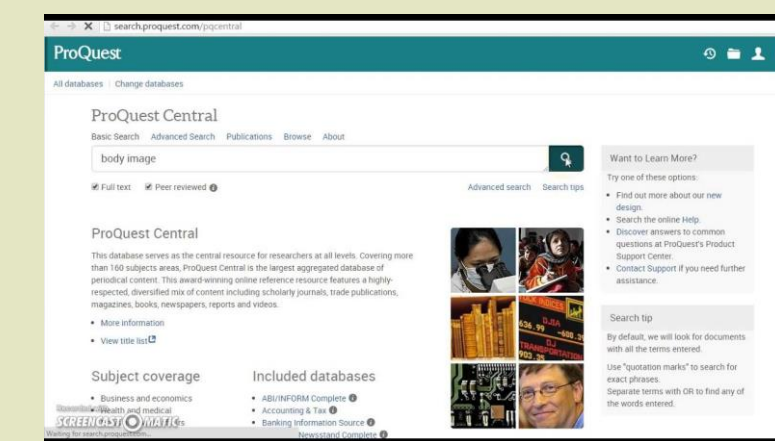 search.proquest.com/pqcentral
ProQuest
All databases | Change databases
ProQuest Central
Basic Search Advanced Search Publications Browse About
body image
Full text Peer reviewed
Advanced search Search tips
ProQuest Central
This database serves as the central resource for researchers at all levels. Covering more
than 160 subjects areas, ProQuest Central is the largest aggregated database of
periodical content. This award-winning online reference resource features a highly-
respected, diversified mix of content including scholarly journals, trade publications,
magazines, books, newspapers, reports and videos.
More information
View title list
Subject coverage
Business and economics
Health and medical
Included databases
ABI/INFORM Complete
Accounting & Tax
Banking Information Source
Newsstand Complete
636.99 -608.
D.J
TRANSPORTATION
903.35
Want to Learn More?
Try one of these options:
Find out more about our new
design.
Search the online Help.
Discover answers to common
questions at ProQuest's Product
Support Center.
Contact Support if you need further
assistance.
Search tip
By default, we will look for documents
with all the terms entered.
Use "quotation marks" to search for
exact phrases.
Separate terms with OR to find any of
the words entered.
SCREENCAST-O-MATIC
Waiting for search.proquest.com...